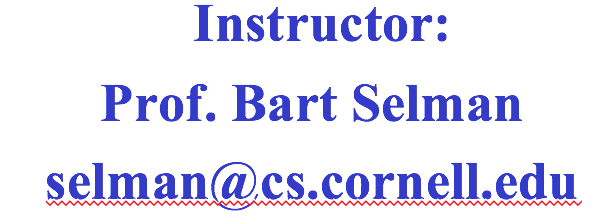 Instructor:
Prof. Bart Selman
selman@cs.cornell.edu